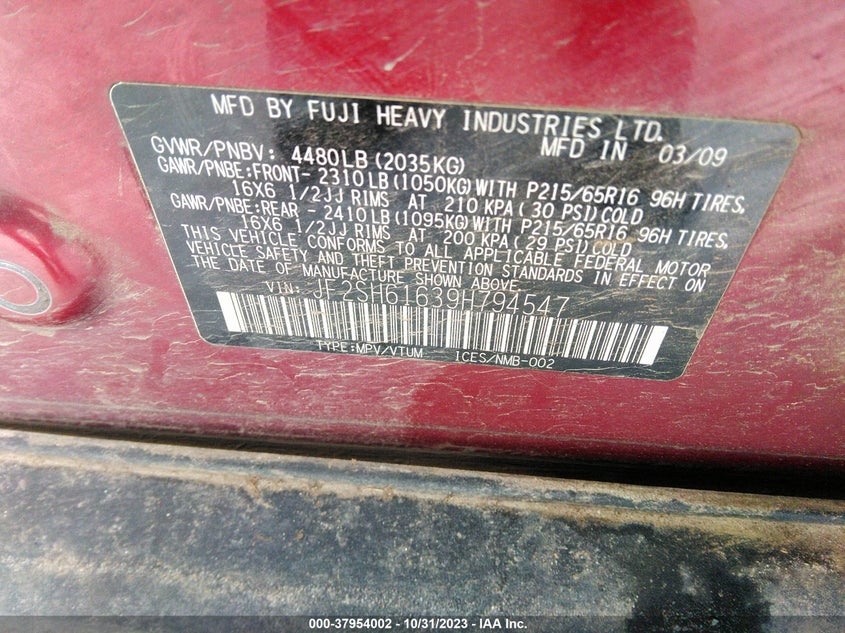 MFD BY FUJI HEAVY INDUSTRIES LTD.
GVWR/PNBV: 4480LB (2035KG) MFD IN 03/09
GAWR/PNBE:FRONT- 2310LB (1050KG) WITH P215/65R16 96H TIRES,
16X6 1/2JJ RIMS AT 210 KPA ( 30 PSI) COLD
GAWR/PNBE:REAR - 2410LB (1095KG) WITH P215/65R16 96H TIRES,
16X6 1/2JJ RIMS AT 200 KPA ( 29 PSI) COLD
THIS VEHICLE CONFORMS TO ALL APPLICABLE FEDERAL MOTOR
VEHICLE SAFETY AND THEFT PREVENTION STANDARDS IN EFFECT ON
THE DATE OF MANUFACTURE SHOWN ABOVE.
VIN: JF2SH61639H794547
TYPE:MPV/VTUM ICES/NMB-002
000-37954002 - 10/31/2023 - IAA Inc.